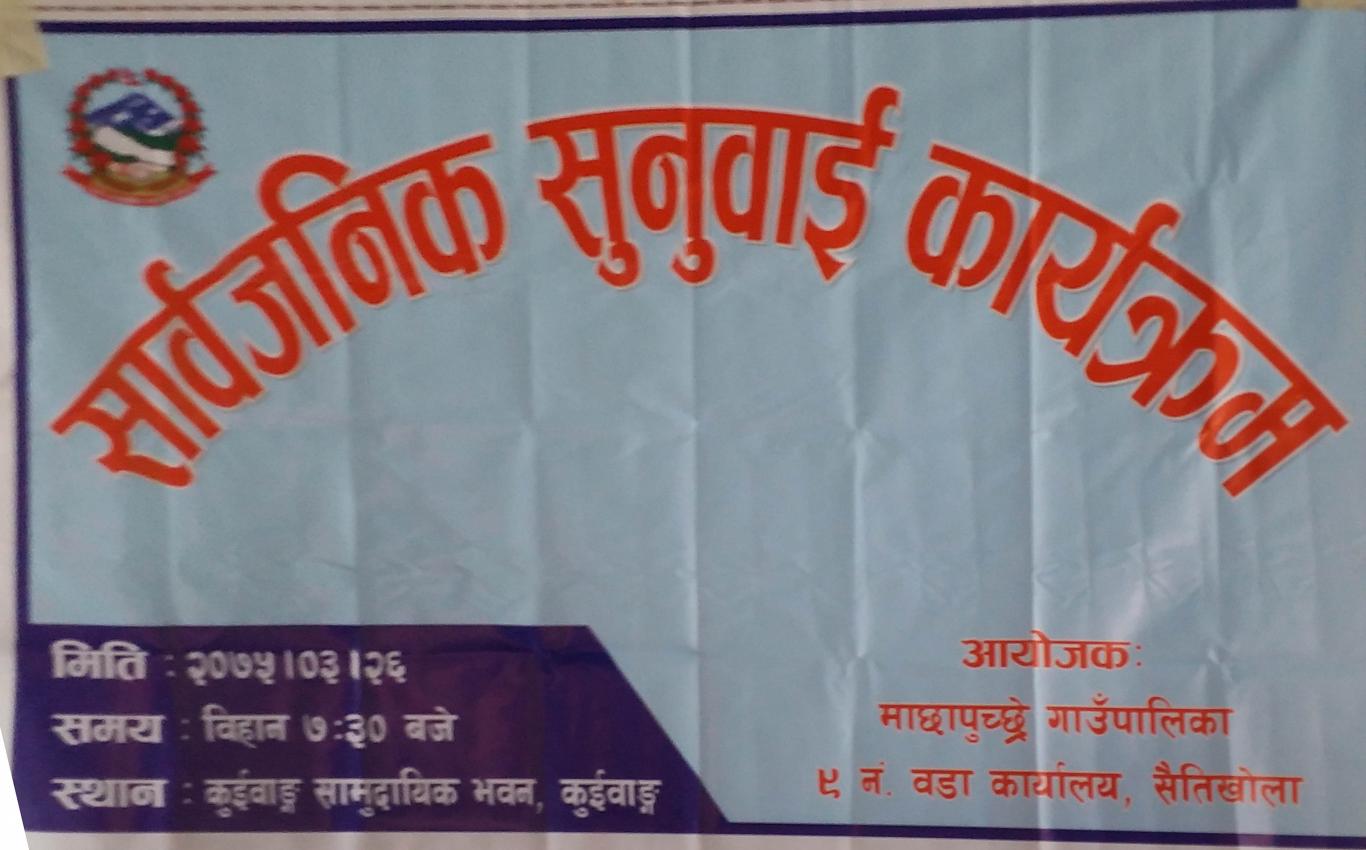 सार्वजनिक सुनुवाई कार्यक्रम
मिति : २०७५।०३।२६
समय : विहान ७:३० बजे
स्थान : कुईवाङ्ग सामुदायिक भवन, कुईवाङ्ग
आयोजकः
माछापुच्छ्रे गाउँपालिका
९ नं. वडा कार्यालय, सैतिखोला